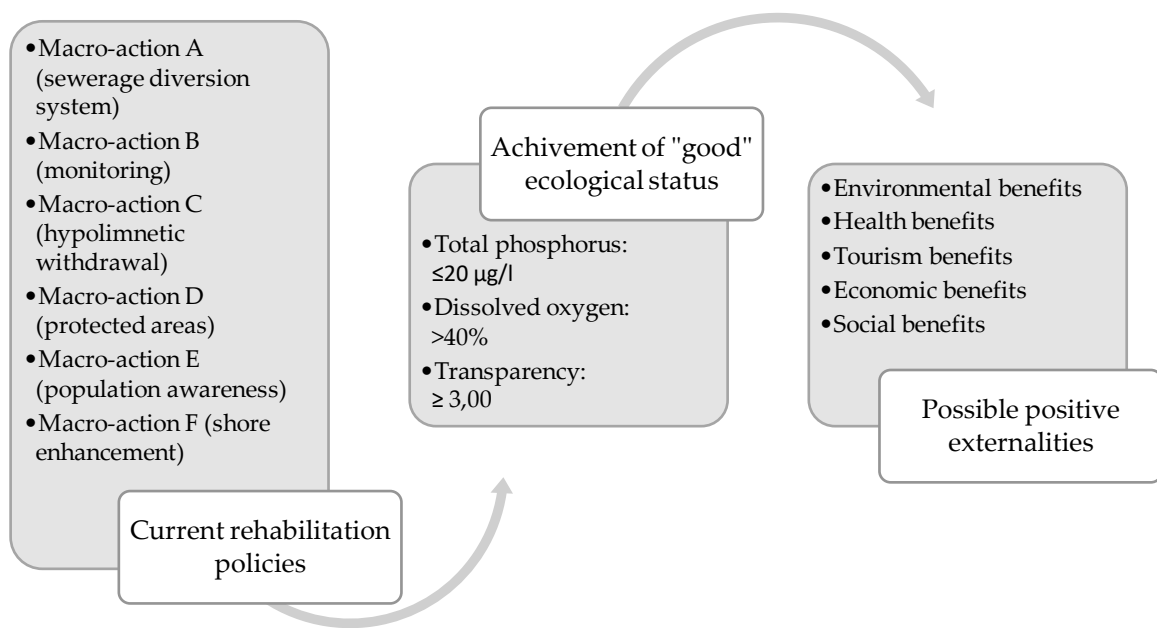 •Macro-action A
(sewerage diversion
system)
•Macro-action B
(monitoring)
•Macro-action C
(hypolimnetic
withdrawal)
•Macro-action D
(protected areas)
•Macro-action E
(population awareness)
•Macro-action F (shore
enhancement)
Current rehabilitation
policies
Achivement of "good"
ecological status
•Total phosphorus:
≤20 µg/l
•Dissolved oxygen:
>40%
•Transparency:
≥ 3,00
•Environmental benefits
•Health benefits
•Tourism benefits
•Economic benefits
•Social benefits
Possible positive
externalities